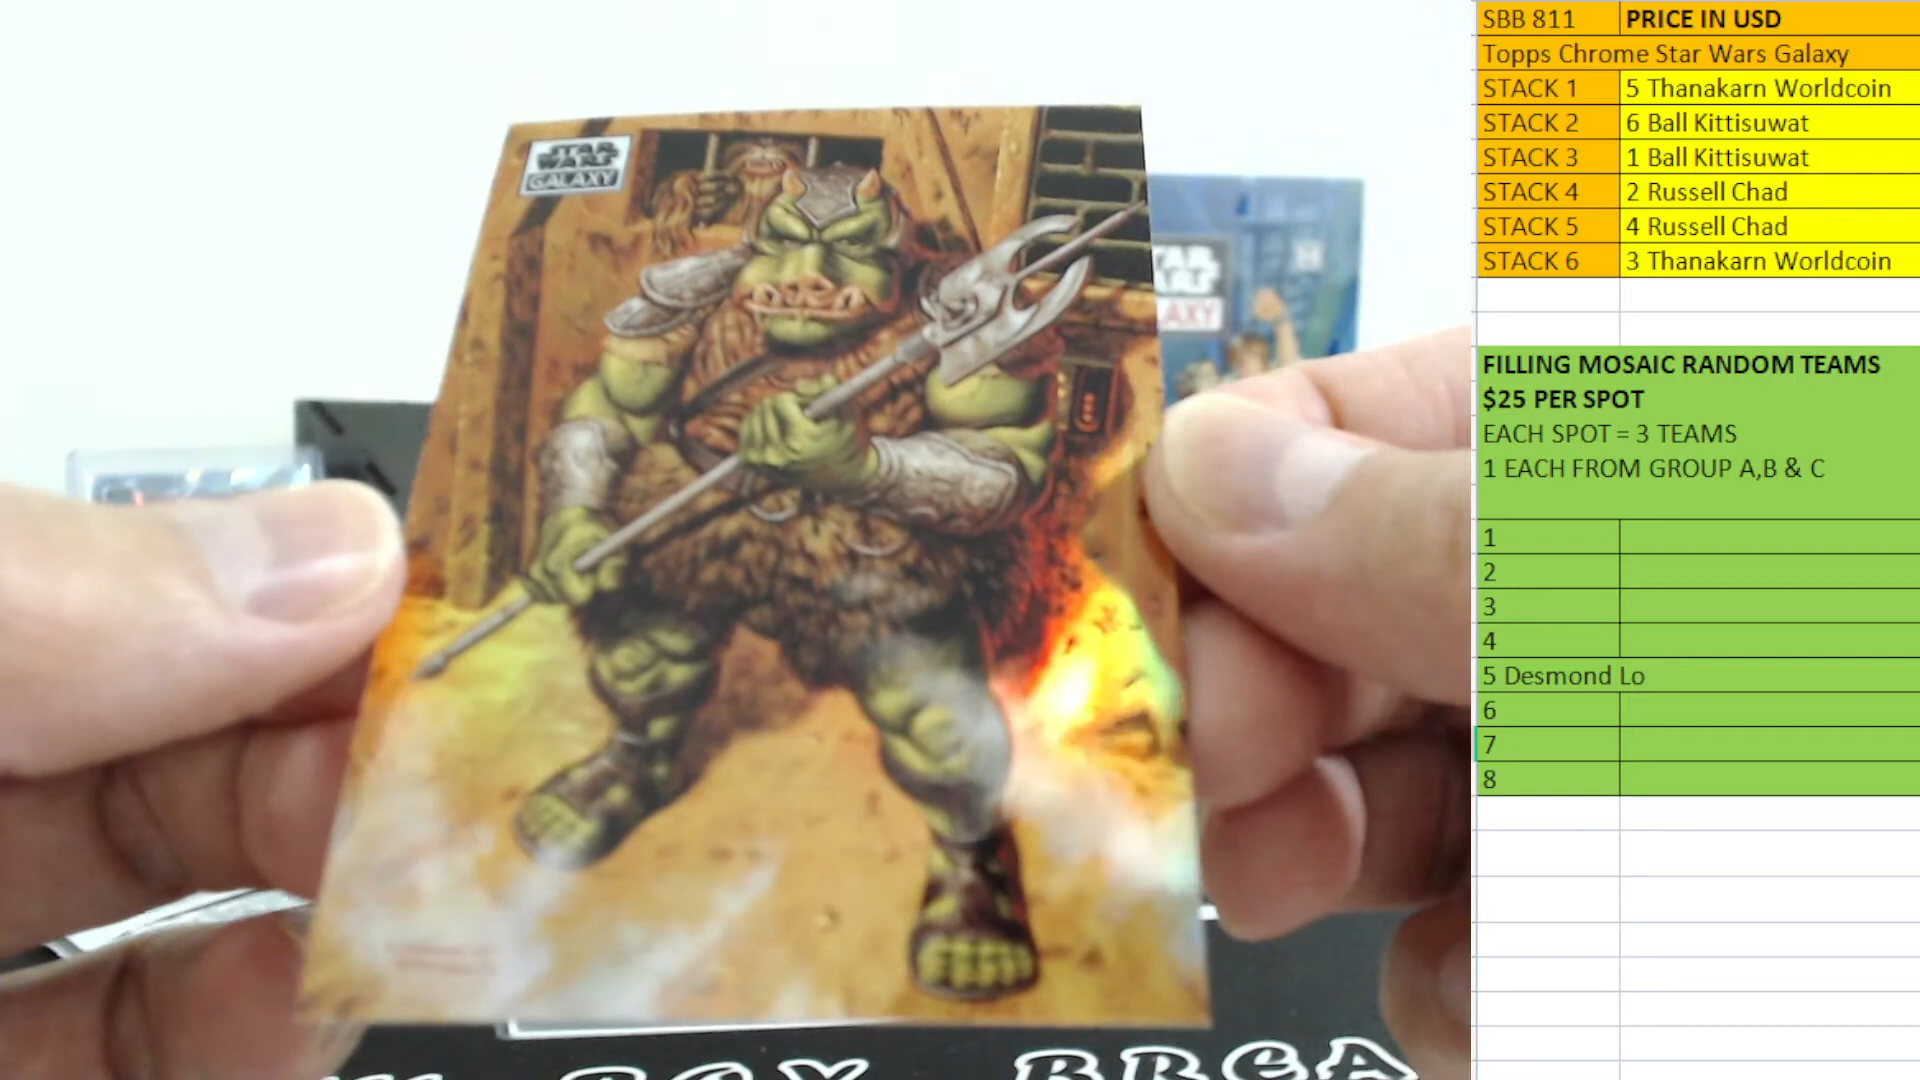 STAR
WARS
GALAXY
SBB 811 PRICE IN USD
Topps Chrome Star Wars Galaxy
STACK 1 5 Thanakarn Worldcoin
STACK 2 6 Ball Kittisuwat
STACK 3 1 Ball Kittisuwat
STACK 4 2 Russell Chad
STACK 5 4 Russell Chad
STACK 6 3 Thanakarn Worldcoin
FILLING MOSAIC RANDOM TEAMS
$25 PER SPOT
EACH SPOT = 3 TEAMS
1 EACH FROM GROUP A,B & C
1
2
3
4
5 Desmond Lo
6
7
8
BOX BREA